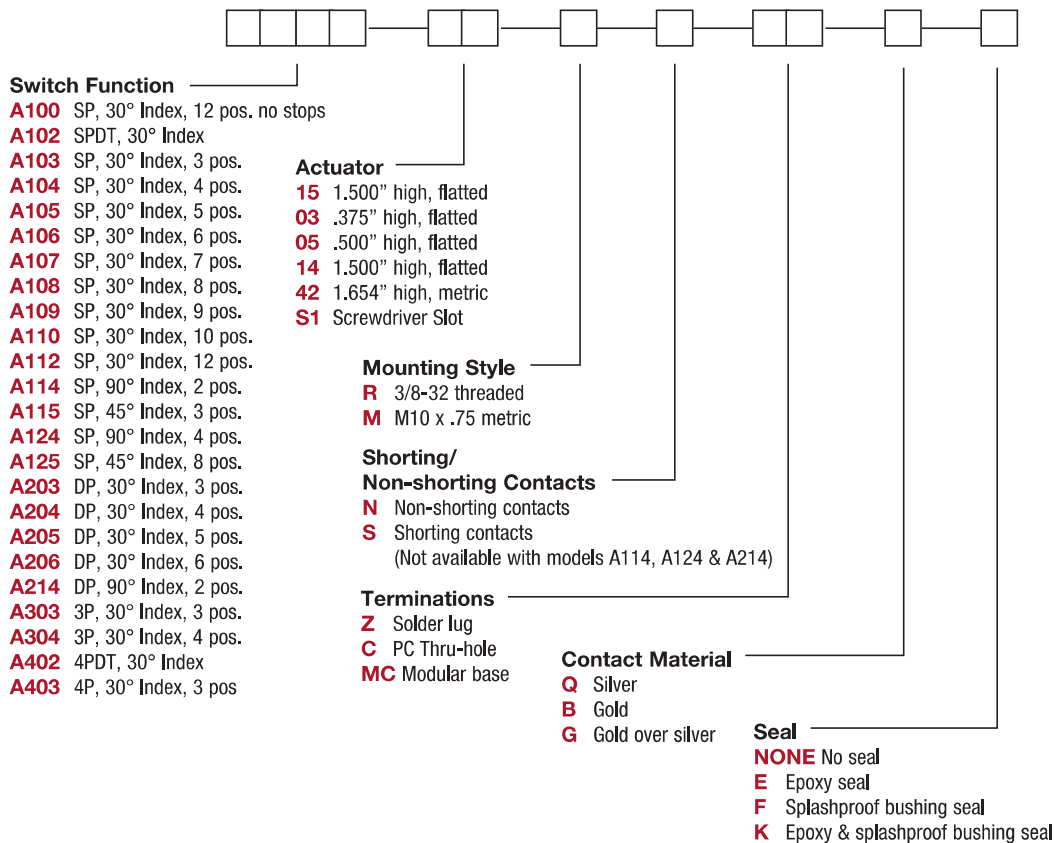 Switch Function
A100 SP, 30° Index, 12 pos. no stops
A102 SPDT, 30° Index
A103 SP, 30° Index, 3 pos.
A104 SP, 30° Index, 4 pos.
A105 SP, 30° Index, 5 pos.
A106 SP, 30° Index, 6 pos.
A107 SP, 30° Index, 7 pos.
A108 SP, 30° Index, 8 pos.
A109 SP, 30° Index, 9 pos.
A110 SP, 30° Index, 10 pos.
A112 SP, 30° Index, 12 pos.
A114 SP, 90° Index, 2 pos.
A115 SP, 45° Index, 3 pos.
A124 SP, 90° Index, 4 pos.
A125 SP, 45° Index, 8 pos.
A203 DP, 30° Index, 3 pos.
A204 DP, 30° Index, 4 pos.
A205 DP, 30° Index, 5 pos.
A206 DP, 30° Index, 6 pos.
A214 DP, 90° Index, 2 pos.
A303 3P, 30° Index, 3 pos.
A304 3P, 30° Index, 4 pos.
A402 4PDT, 30° Index
A403 4P, 30° Index, 3 pos
Actuator
15 1.500” high, flatted
03 .375” high, flatted
05 .500” high, flatted
14 1.500” high, flatted
42 1.654” high, metric
S1 Screwdriver Slot
Mounting Style
R 3/8-32 threaded
M M10 x .75 metric
Shorting/
Non-shorting Contacts
N Non-shorting contacts
S Shorting contacts
(Not available with models A114, A124 & A214)
Terminations
Z Solder lug
C PC Thru-hole
MC Modular base
Contact Material
Q Silver
B Gold
G Gold over silver
Seal
NONE No seal
E Epoxy seal
F Splashproof bushing seal
K Epoxy & splashproof bushing seal